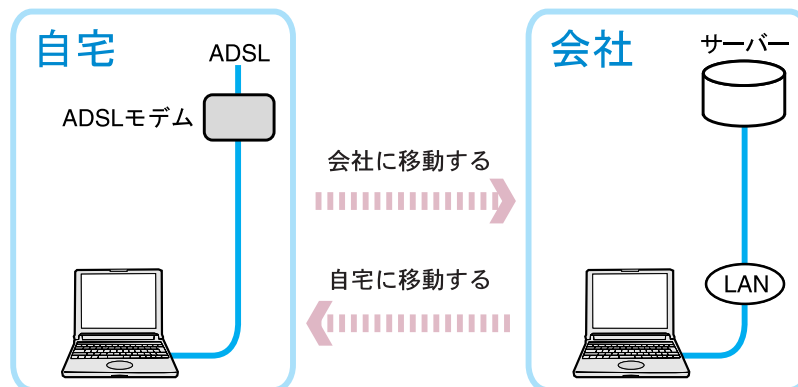 自宅
ADSL
ADSLモデム
会社に移動する
自宅に移動する
会社
サーバー
LAN